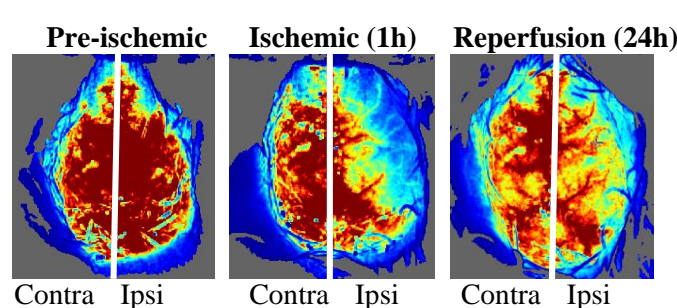 Pre-ischemic Ischemic (1h) Reperfusion (24h)
Contra Ipsi Contra Ipsi Contra Ipsi